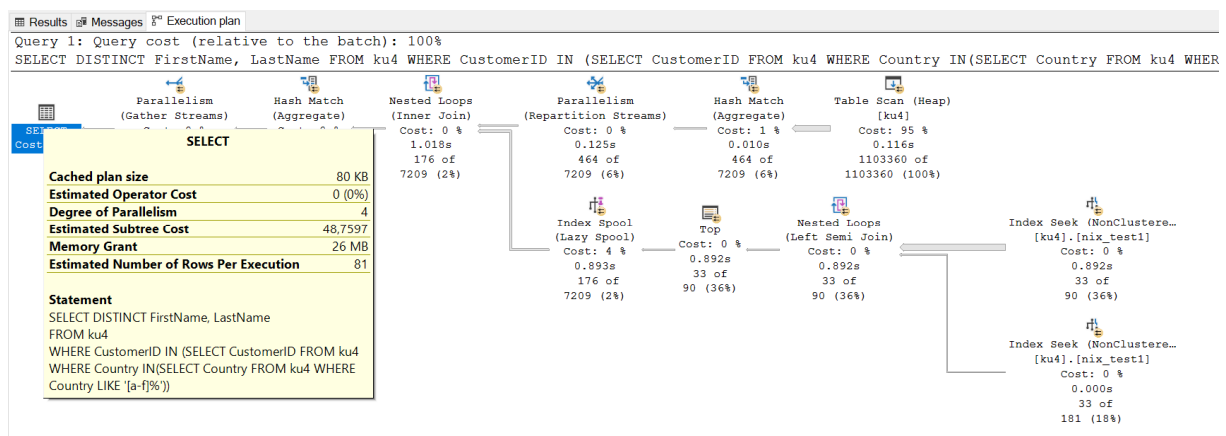 Results Messages Execution plan
Query 1: Query cost (relative to the batch): 100%
SELECT DISTINCT FirstName, LastName FROM ku4 WHERE CustomerID IN (SELECT CustomerID FROM ku4 WHERE Country IN(SELECT Country FROM ku4 WHER
SELECT
Cost
Parallelism
(Gather Streams)
Hash Match
(Aggregate)
Nested Loops
(Inner Join)
Cost: 0 %
1.018s
176 of
7209 (2%)
Parallelism
(Repartition Streams)
Cost: 0 %
0.125s
464 of
7209 (6%)
Hash Match
(Aggregate)
Cost: 1 %
0.010s
464 of
7209 (6%)
Table Scan (Heap)
[ku4]
Cost: 95 %
0.116s
1103360 of
1103360 (100%)
Index Spool
(Lazy Spool)
Cost: 4 %
0.893s
176 of
7209 (2%)
Top
Cost: 0 %
0.892s
33 of
90 (36%)
Nested Loops
(Left Semi Join)
Cost: 0 %
0.892s
33 of
90 (36%)
Index Seek (NonClustere…
[ku4].[nix_test1]
Cost: 0 %
0.892s
33 of
90 (36%)
Index Seek (NonClustere…
[ku4].[nix_test1]
Cost: 0 %
0.000s
33 of
181 (18%)
SELECT
Cached plan size 80 KB
Estimated Operator Cost 0 (0%)
Degree of Parallelism 4
Estimated Subtree Cost 48,7597
Memory Grant 26 MB
Estimated Number of Rows Per Execution 81
Statement
SELECT DISTINCT FirstName, LastName
FROM ku4
WHERE CustomerID IN (SELECT CustomerID FROM ku4
WHERE Country IN(SELECT Country FROM ku4 WHERE
Country LIKE '[a-f]%'))